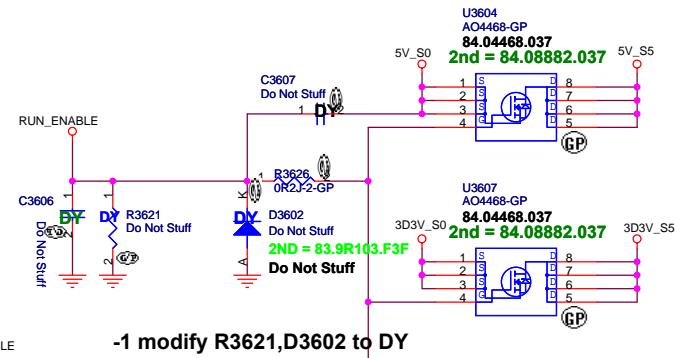 U3604
AO4468-GP
84.04468.037
2nd = 84.08882.037
5V_S0
5V_S5
1 S D 8
2 S D 7
3 S D 6
4 G D 5
GP
C3607
Do Not Stuff
1 DY 2
RUN_ENABLE
R3626
1
0R2J-2-GP
C3606
1
DY
2
Do Not Stuff
1
DY
2
R3621
Do Not Stuff
K
DY
A
D3602
Do Not Stuff
2ND = 83.9R103.F3F
Do Not Stuff
U3607
AO4468-GP
84.04468.037
2nd = 84.08882.037
3D3V_S0
3D3V_S5
1 S D 8
2 S D 7
3 S D 6
4 G D 5
GP
LE
-1 modify R3621,D3602 to DY